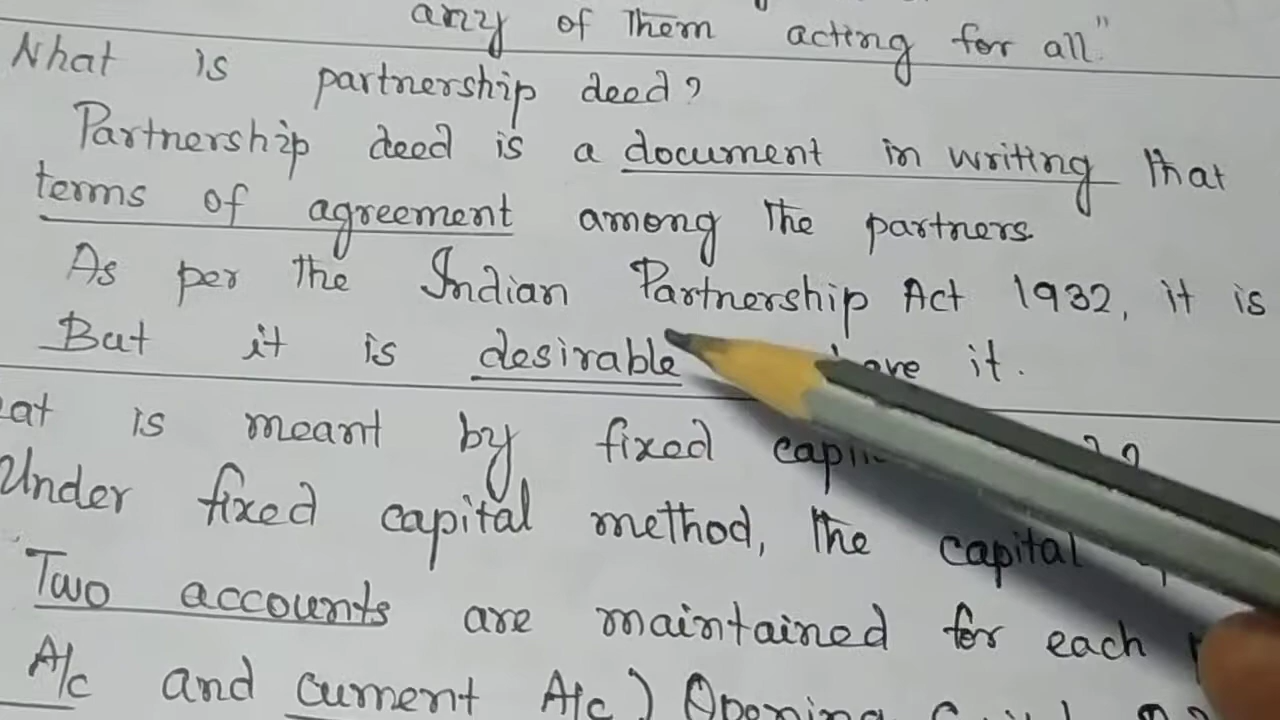 any of them acting for all."
What is partnership deed?
Partnership deed is a document in writing that
terms of agreement among the partners.
As per the Indian Partnership Act 1932, it is
But it is desirable it.
is meant by fixed
Under fixed capital method, the capital
Two accounts are maintained for each
A/c and current A/c) Opening